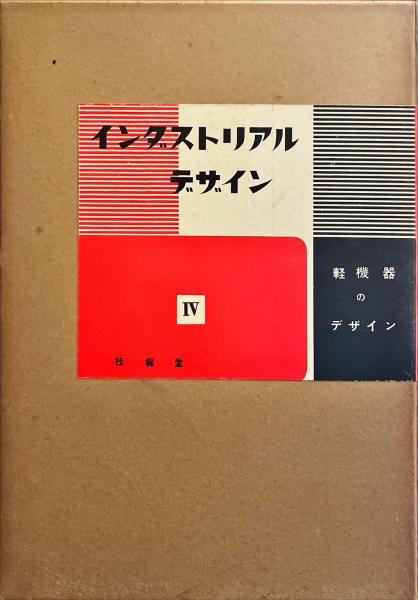 インダストリアル
デザイン
IV
軽機器
の
デザイン
技報堂